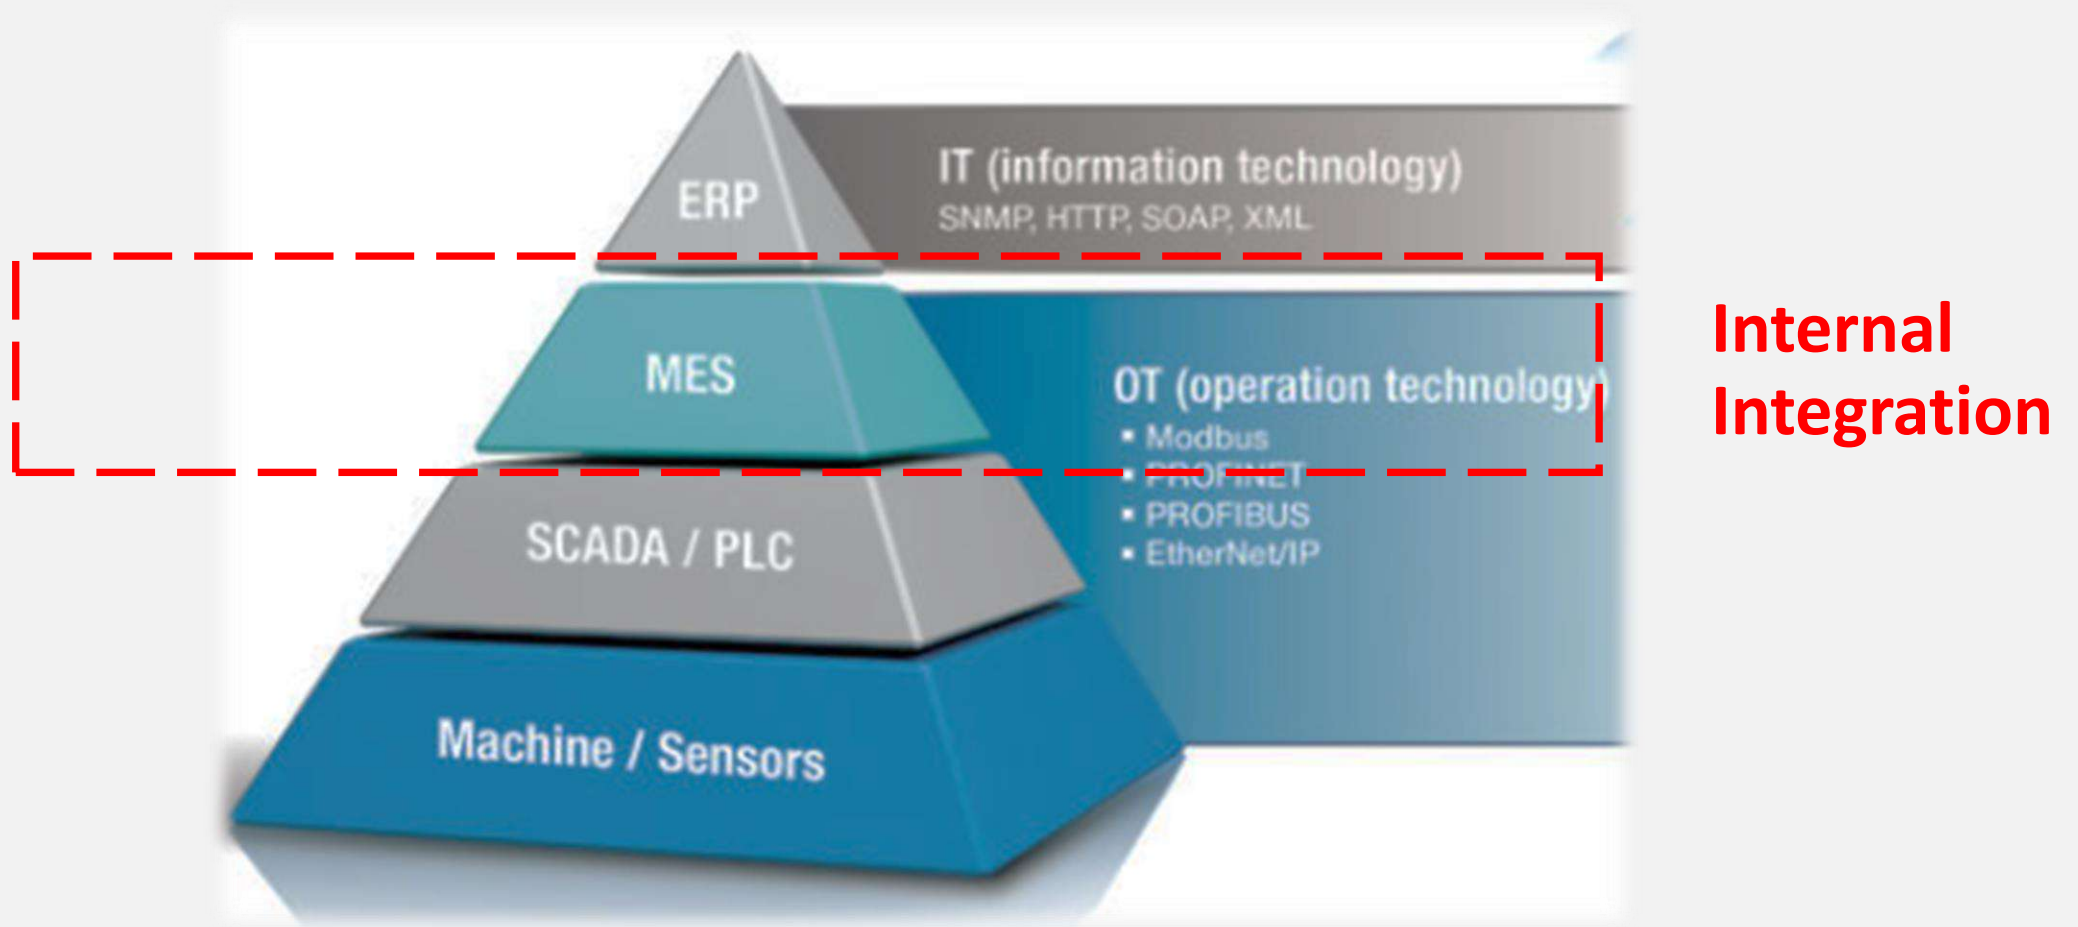 ERP
IT (information technology)
SNMP, HTTP, SOAP, XML
MES
OT (operation technology)
▪ Modbus
▪ PROFINET
▪ PROFIBUS
▪ EtherNet/IP
Internal
Integration
SCADA / PLC
Machine / Sensors